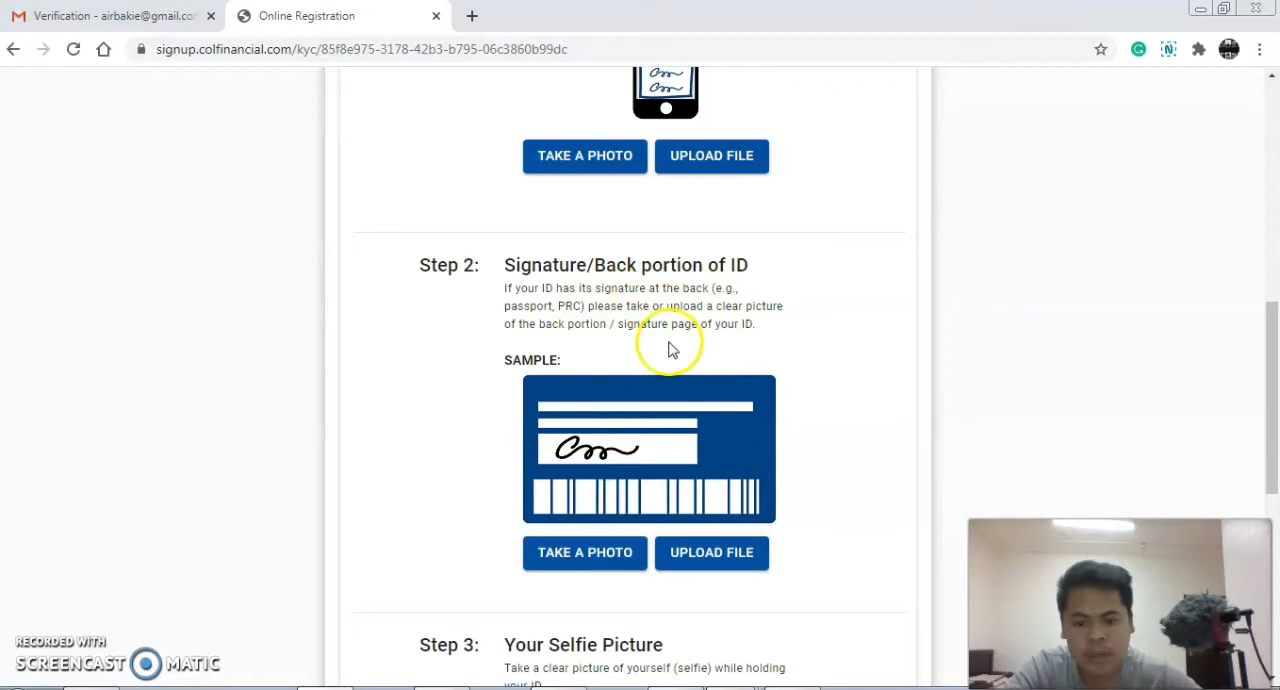 Verification - airbakie@gmail.co
Online Registration
signup.colfinancial.com/kyc/85f8e975-3178-42b3-b795-06c3860b99dc
TAKE A PHOTO UPLOAD FILE
Step 2: Signature/Back portion of ID
If your ID has its signature at the back (e.g.,
passport, PRC) please take or upload a clear picture
of the back portion / signature page of your ID.
SAMPLE:
TAKE A PHOTO UPLOAD FILE
Step 3: Your Selfie Picture
Take a clear picture of yourself (selfie) while holding
your ID
RECORDED WITH
SCREENCAST MATIC